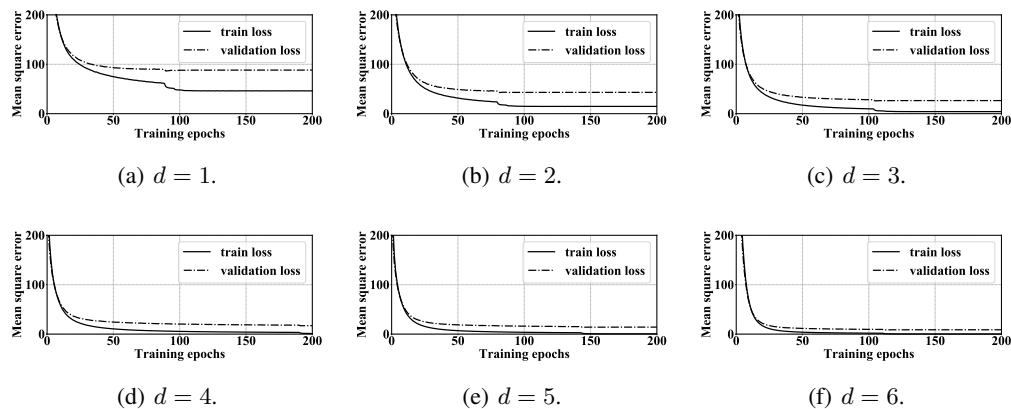 Mean square error
200
100
0
train loss
validation loss
0 50 100 150 200
Training epochs
(a) d = 1.
Mean square error
200
100
0
train loss
validation loss
0 50 100 150 200
Training epochs
(b) d = 2.
Mean square error
200
100
0
train loss
validation loss
0 50 100 150 200
Training epochs
(c) d = 3.
Mean square error
200
100
0
train loss
validation loss
0 50 100 150 200
Training epochs
(d) d = 4.
Mean square error
200
100
0
train loss
validation loss
0 50 100 150 200
Training epochs
(e) d = 5.
Mean square error
200
100
0
train loss
validation loss
0 50 100 150 200
Training epochs
(f) d = 6.